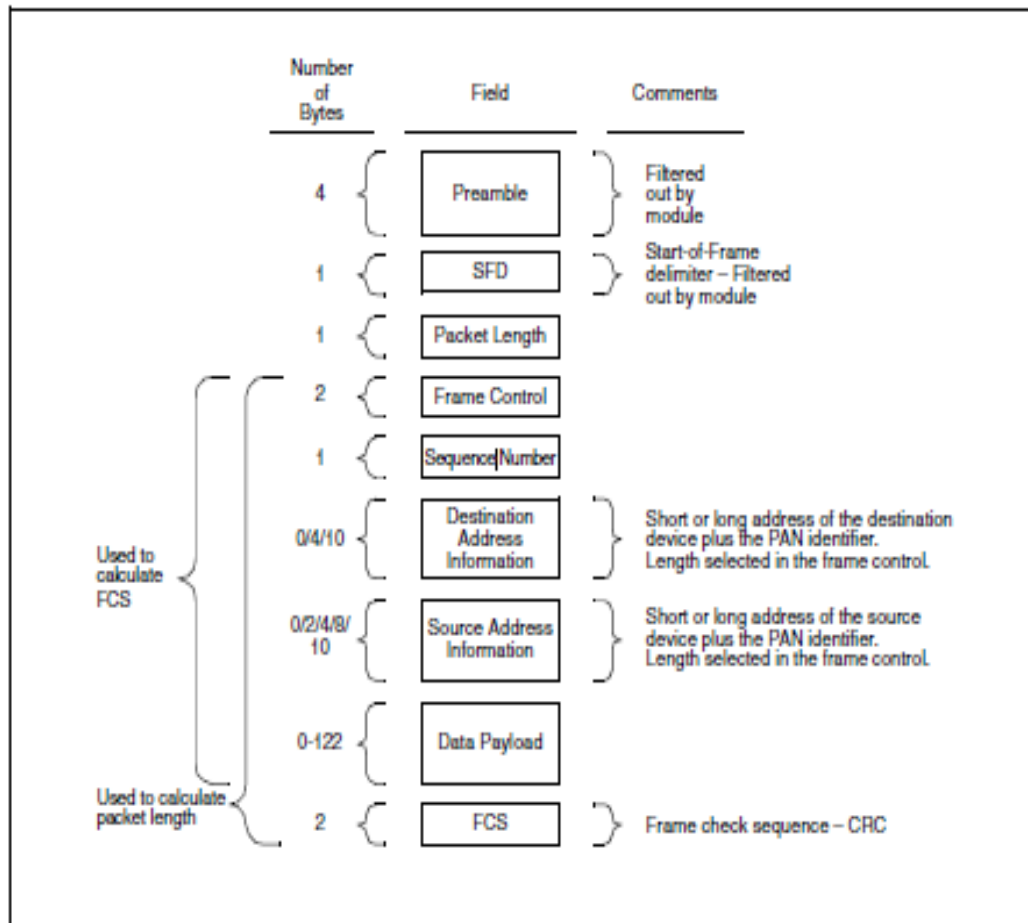 Number
of
Bytes
Field
Comments
4
Preamble
Filtered
out by
module
1
SFD
Start-of-Frame
delimiter – Filtered
out by module
1
Packet Length
2
Frame Control
1
Sequence Number
0/4/10
Destination
Address
Information
Short or long address of the destination
device plus the PAN identifier.
Length selected in the frame control.
Used to
calculate
FCS
0/2/4/8/
10
Source Address
Information
Short or long address of the source
device plus the PAN identifier.
Length selected in the frame control.
0-122
Data Payload
Used to calculate
packet length
2
FCS
Frame check sequence – CRC